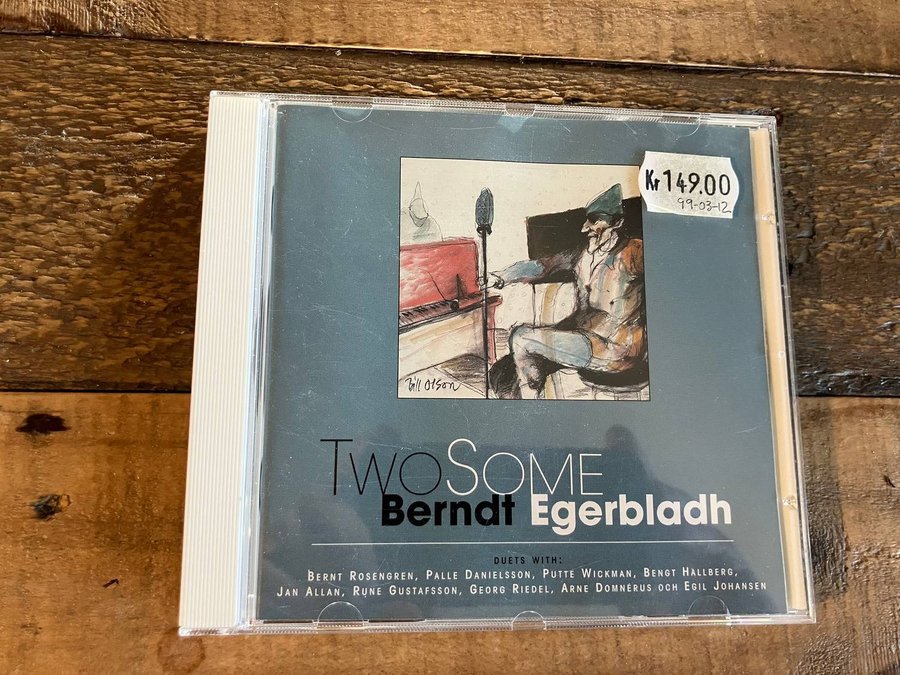 Kr 149.00
99-03-12
Bill Olson
TwoSome
Berndt Egerbladh
DUETS WITH:
BERNT ROSENGREN, PALLE DANIELSSON, PUTTE WICKMAN, BENGT HALLBERG,
JAN ALLAN, RUNE GUSTAFSSON, GEORG RIEDEL, ARNE DOMNÉRUS OCH EGIL JOHANSEN